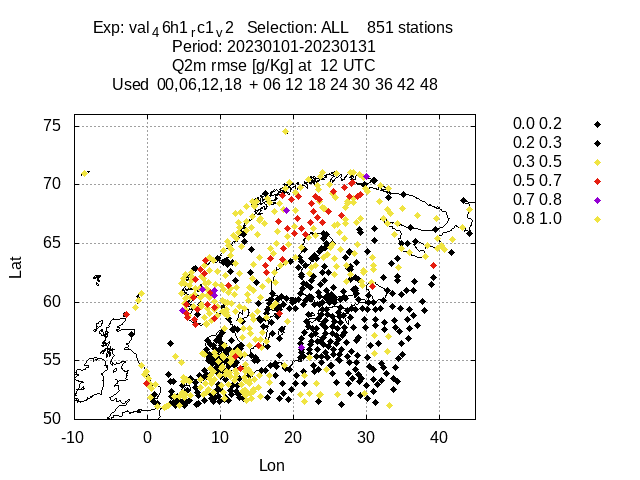 Exp: val4 6h1r c1v 2 Selection: ALL 851 stations
Period: 20230101-20230131
Q2m rmse [g/Kg] at 12 UTC
Used 00,06,12,18 + 06 12 18 24 30 36 42 48
75
70
65
60
55
50
Lat
-10 0 10 20 30 40
Lon
0.0 0.2
0.2 0.3
0.3 0.5
0.5 0.7
0.7 0.8
0.8 1.0